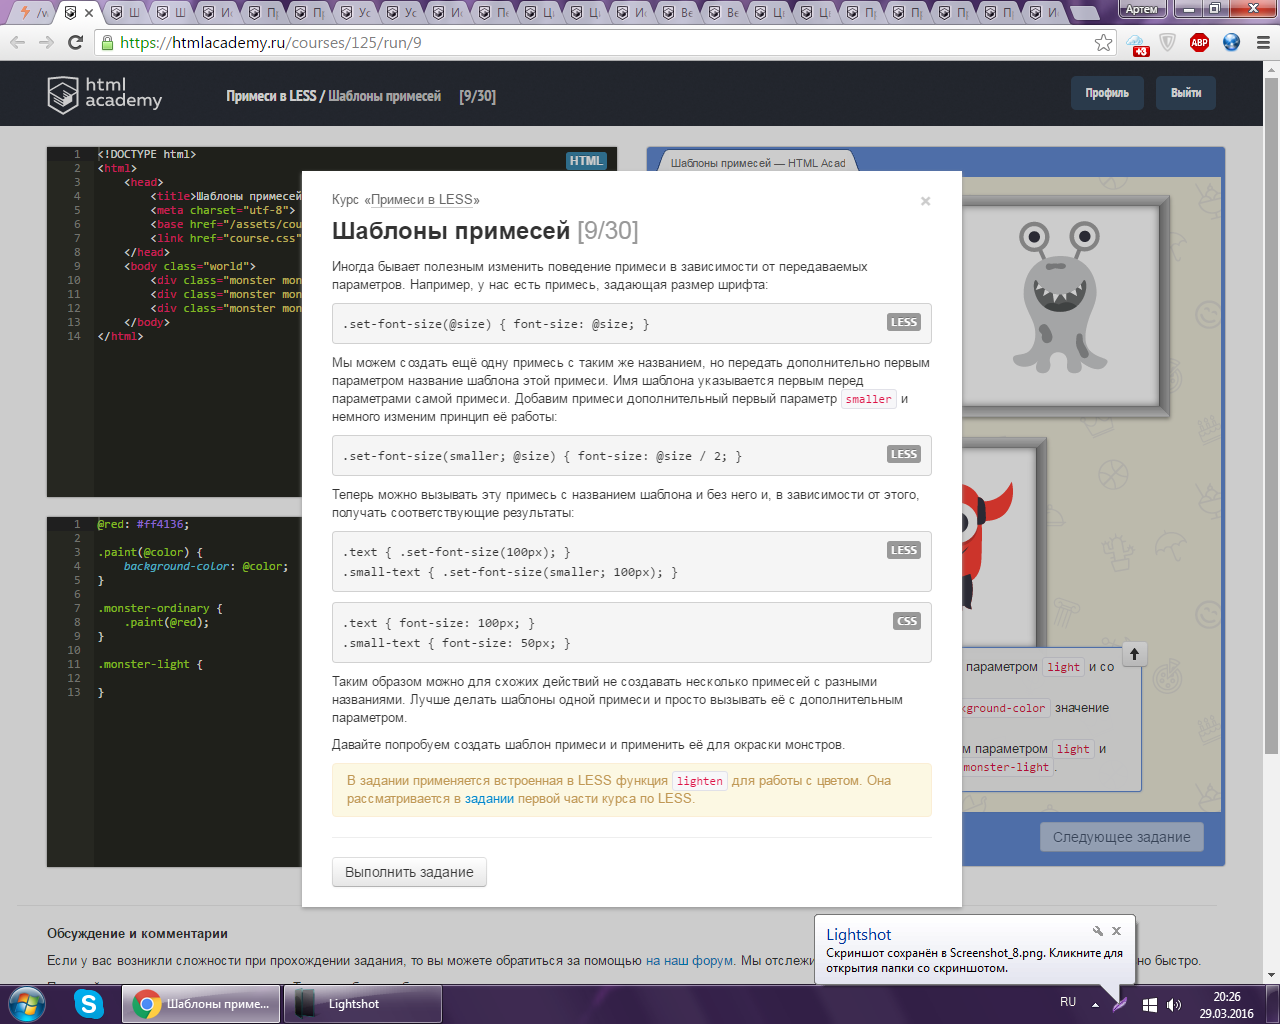 Артем
https://htmlacademy.ru/courses/125/run/9
+3
ABP
html
academy
Примеси в LESS / Шаблоны примесей [9/30]
Профиль
Выйти
HTML
1 <!DOCTYPE html>
2 <html>
3 <head>
4 <title>Шаблоны примесей
5 <meta charset="utf-8">
6 <base href="/assets/cou
7 <link href="course.css"
8 </head>
9 <body class="world">
10 <div class="monster mon
11 <div class="monster mon
12 <div class="monster mon
13 </body>
14 </html>
1 @red: #ff4136;
2
3 .paint(@color) {
4 background-color: @color;
5 }
6
7 .monster-ordinary {
8 .paint(@red);
9 }
10
11 .monster-light {
12
13 }
Шаблоны примесей — HTML Acad
Курс «Примеси в LESS»
×
Шаблоны примесей [9/30]
Иногда бывает полезным изменить поведение примеси в зависимости от передаваемых
параметров. Например, у нас есть примесь, задающая размер шрифта:
.set-font-size(@size) { font-size: @size; }
LESS
Мы можем создать ещё одну примесь с таким же названием, но передать дополнительно первым
параметром название шаблона этой примеси. Имя шаблона указывается первым перед
параметрами самой примеси. Добавим примеси дополнительный первый параметр smaller и
немного изменим принцип её работы:
.set-font-size(smaller; @size) { font-size: @size / 2; }
LESS
Теперь можно вызывать эту примесь с названием шаблона и без него и, в зависимости от этого,
получать соответствующие результаты:
.text { .set-font-size(100px); }
LESS
.small-text { .set-font-size(smaller; 100px); }
.text { font-size: 100px; }
CSS
.small-text { font-size: 50px; }
Таким образом можно для схожих действий не создавать несколько примесей с разными
названиями. Лучше делать шаблоны одной примеси и просто вызывать её с дополнительным
параметром.
Давайте попробуем создать шаблон примеси и применить её для окраски монстров.
В задании применяется встроенная в LESS функция lighten для работы с цветом. Она
рассматривается в задании первой части курса по LESS.
Выполнить задание
параметром light и со
kground-color значение
м параметром light и
monster-light.
Следующее задание
Обсуждение и комментарии
Если у вас возникли сложности при прохождении задания, то вы можете обратиться за помощью на наш форум. Мы отслежи
но быстро.
Lightshot
Скриншот сохранён в Screenshot_8.png. Кликните для
открытия папки со скриншотом.
Шаблоны приме...
Lightshot
RU
20:26
29.03.2016